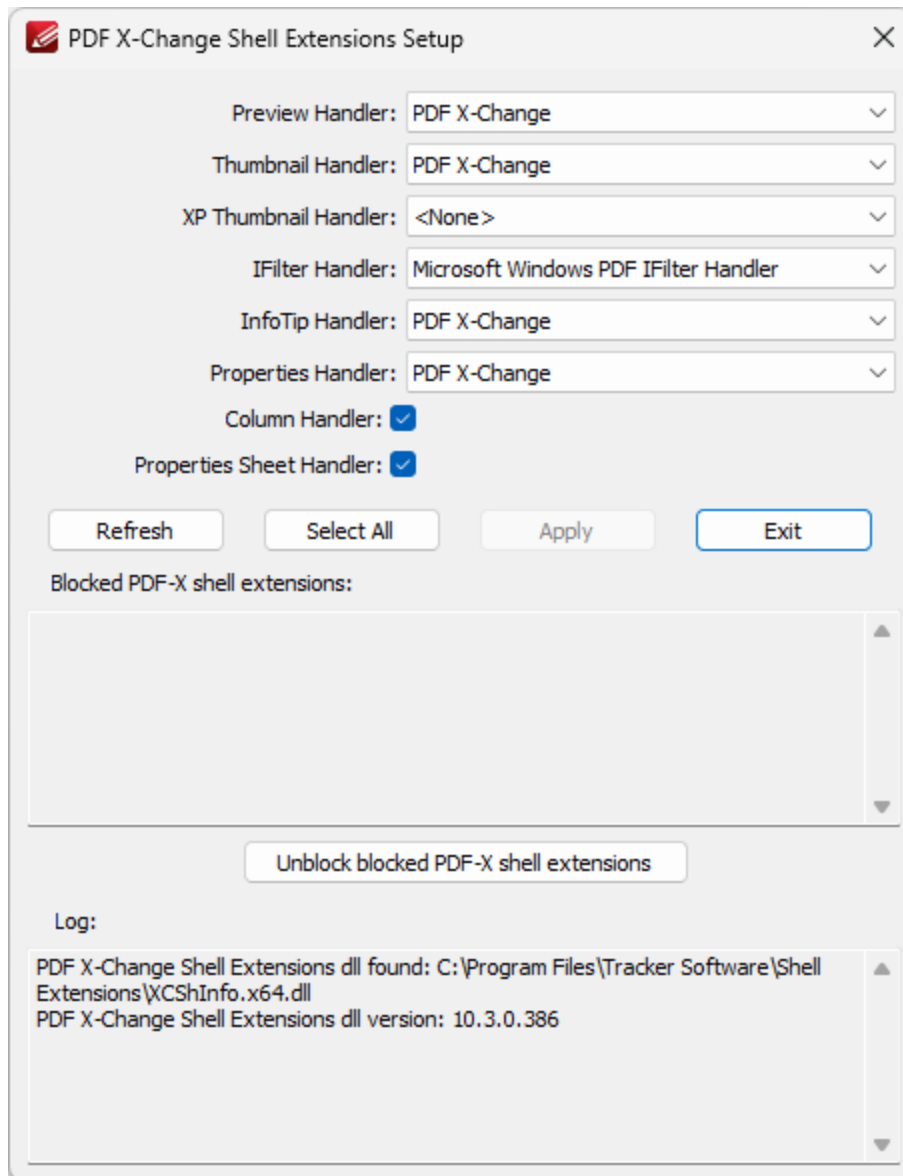 PDF X-Change Shell Extensions Setup
Preview Handler: PDF X-Change
Thumbnail Handler: PDF X-Change
XP Thumbnail Handler: <None>
IFilter Handler: Microsoft Windows PDF IFilter Handler
InfoTip Handler: PDF X-Change
Properties Handler: PDF X-Change
Column Handler:
Properties Sheet Handler:
Refresh Select All Apply Exit
Blocked PDF-X shell extensions:
Unblock blocked PDF-X shell extensions
Log:
PDF X-Change Shell Extensions dll found: C:\Program Files\Tracker Software\Shell
Extensions\XCShInfo.x64.dll
PDF X-Change Shell Extensions dll version: 10.3.0.386